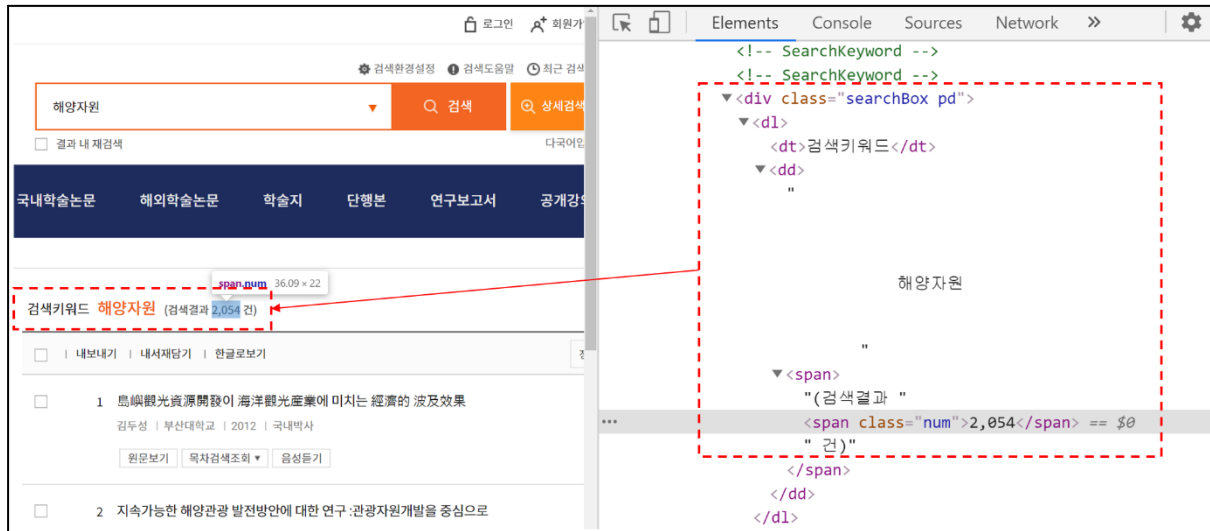 로그인 회원가
검색환경설정 검색도움말 최근 검색
해양자원 검색 상세검색
결과 내 재검색 다국어입
국내학술논문 해외학술논문 학술지 단행본 연구보고서 공개강의
span.num 36.09 × 22
검색키워드 해양자원 (검색결과 2,054 건)
내보내기 | 내서재담기 | 한글로보기
1 島嶼觀光資源開發이 海洋觀光産業에 미치는 經濟的 波及效果
김두성 | 부산대학교 | 2012 | 국내박사
원문보기 목차검색조회 ▼ 음성듣기
2 지속가능한 해양관광 발전방안에 대한 연구 :관광자원개발을 중심으로
Elements Console Sources Network »
<!-- SearchKeyword -->
<!-- SearchKeyword -->
▼<div class="searchBox pd">
▼<dl>
<dt>검색키워드</dt>
▼<dd>
"
해양자원
"
▼<span>
"(검색결과 "
... <span class="num">2,054</span> == $0
" 건)"
</span>
</dd>
</dl>